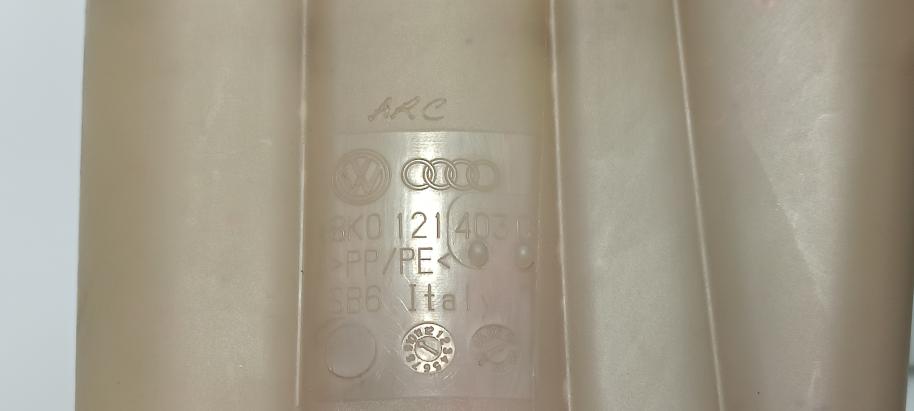 ARC
8K0 121 403
>PP/PE<
SB6 Italy